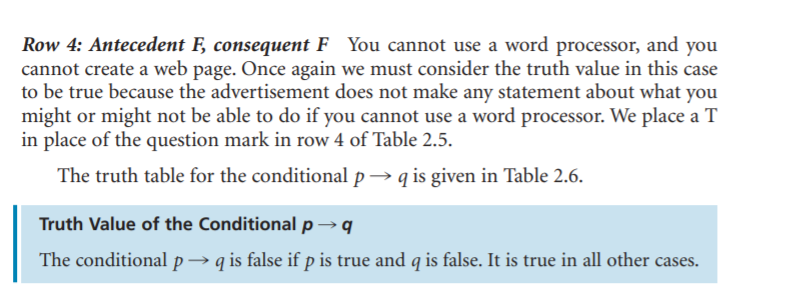 Row 4: Antecedent F, consequent F You cannot use a word processor, and you
cannot create a web page. Once again we must consider the truth value in this case
to be true because the advertisement does not make any statement about what you
might or might not be able to do if you cannot use a word processor. We place a T
in place of the question mark in row 4 of Table 2.5.
The truth table for the conditional p → q is given in Table 2.6.
Truth Value of the Conditional p → q
The conditional p → q is false if p is true and q is false. It is true in all other cases.